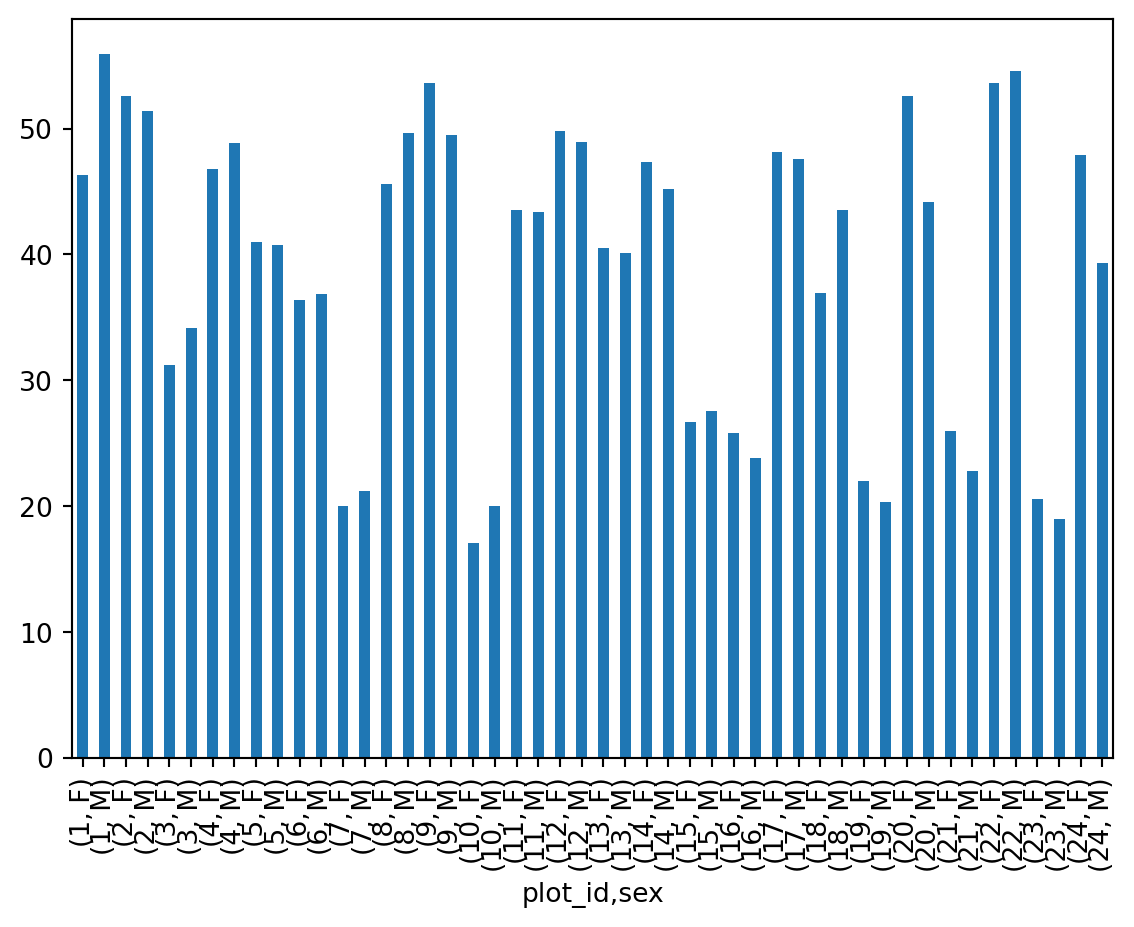 50
40
30
20
10
0
(1, F)
(1, M)
(2, F)
(2, M)
(3, F)
(3, M)
(4, F)
(4, M)
(5, F)
(5, M)
(6, F)
(6, M)
(7, F)
(7, M)
(8, F)
(8, M)
(9, F)
(9, M)
(10, F)
(10, M)
(11, F)
(11, M)
(12, F)
(12, M)
(13, F)
(13, M)
(14, F)
(14, M)
(15, F)
(15, M)
(16, F)
(16, M)
(17, F)
(17, M)
(18, F)
(18, M)
(19, F)
(19, M)
(20, F)
(20, M)
(21, F)
(21, M)
(22, F)
(22, M)
(23, F)
(23, M)
(24, F)
(24, M)
plot_id,sex